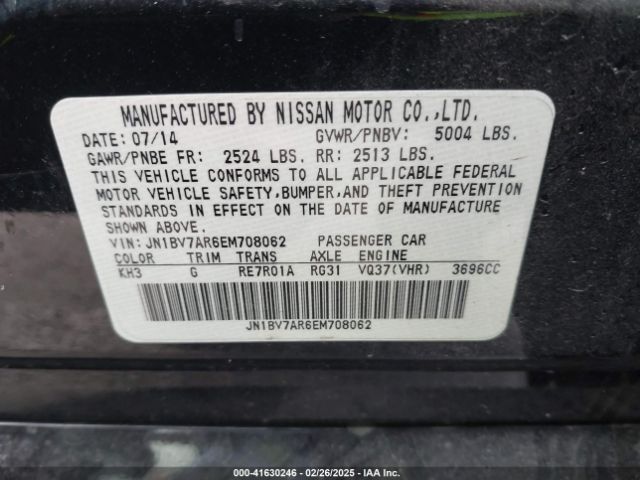 MANUFACTURED BY NISSAN MOTOR CO.,LTD.
DATE: 07/14 GVWR/PNBV: 5004 LBS.
GAWR/PNBE FR: 2524 LBS. RR: 2513 LBS.
THIS VEHICLE CONFORMS TO ALL APPLICABLE FEDERAL
MOTOR VEHICLE SAFETY,BUMPER,AND THEFT PREVENTION
STANDARDS IN EFFECT ON THE DATE OF MANUFACTURE
SHOWN ABOVE.
VIN: JN1BV7AR6EM708062 PASSENGER CAR
COLOR TRIM TRANS AXLE ENGINE
KH3 G RE7R01A RG31 VQ37(VHR) 3696CC
JN1BV7AR6EM708062
000-41630246 - 02/26/2025 - IAA Inc.